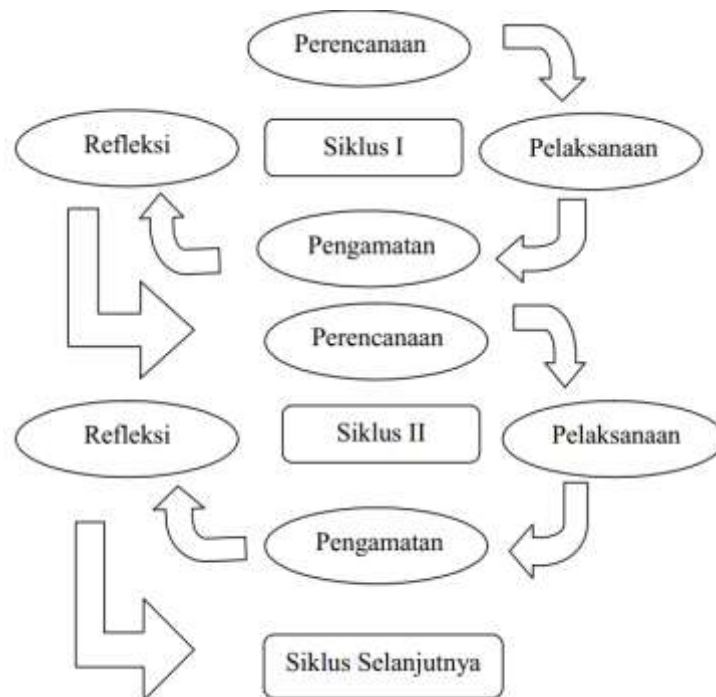 Perencanaan
Refleksi
Siklus I
Pelaksanaan
Pengamatan
Perencanaan
Refleksi
Siklus II
Pelaksanaan
Pengamatan
Siklus Selanjutnya